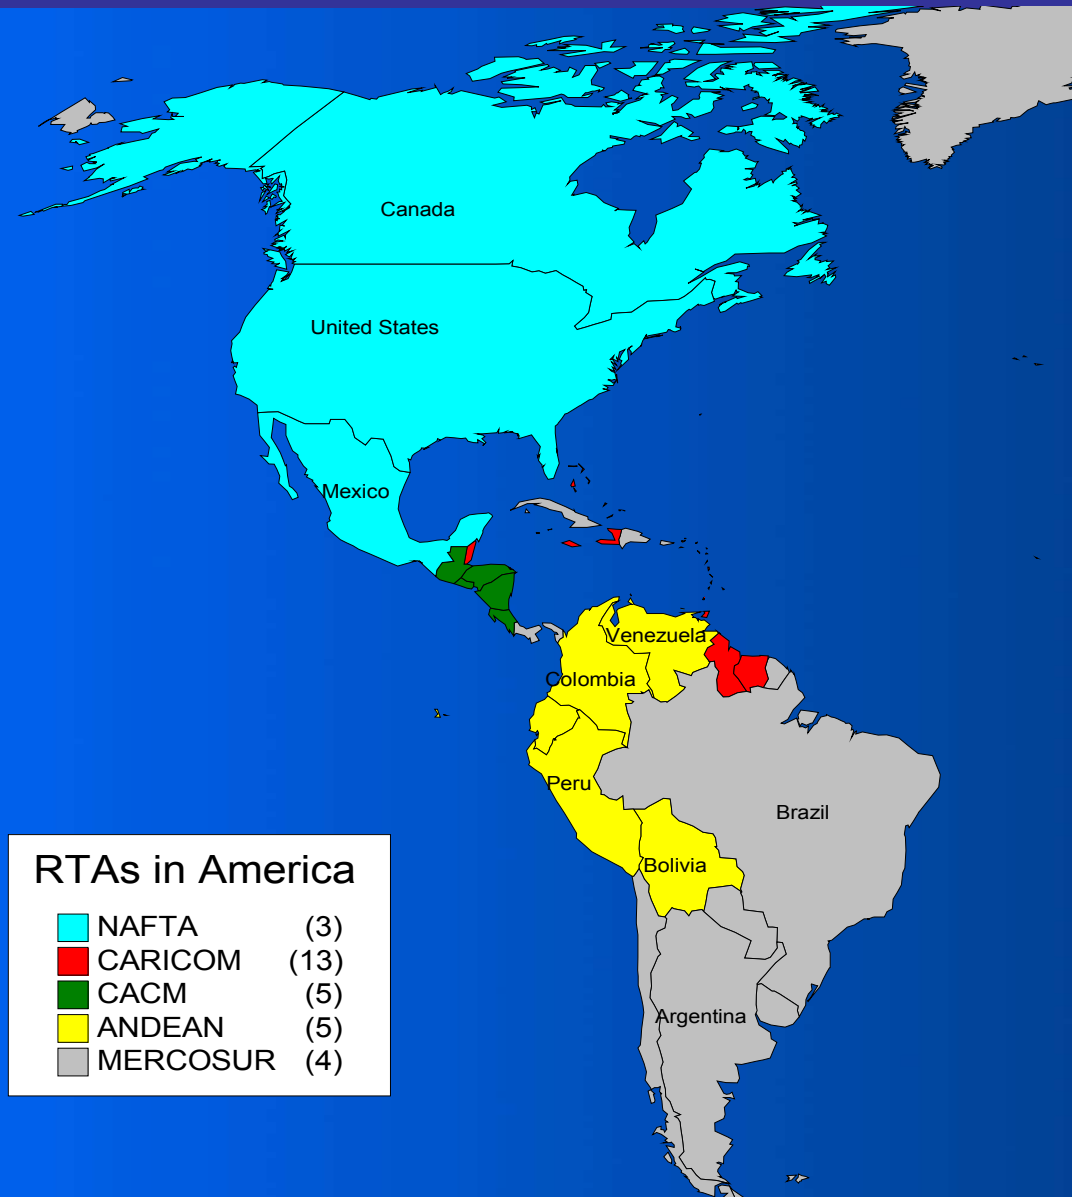 Canada
United States
Mexico
Venezuela
Colombia
Peru
Brazil
Bolivia
Argentina
RTAs in America
NAFTA (3)
CARICOM (13)
CACM (5)
ANDEAN (5)
MERCOSUR (4)